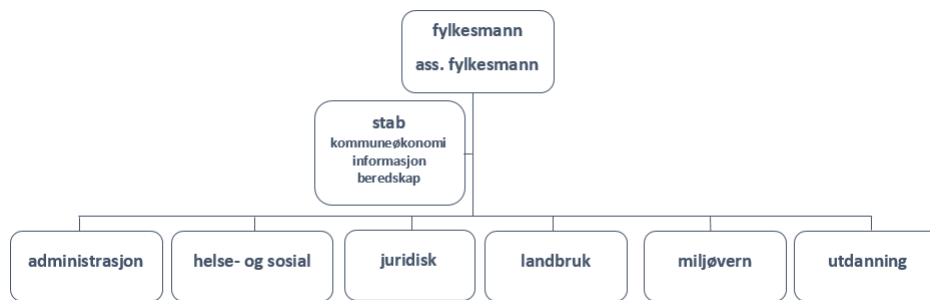 fylkesmann
ass. fylkesmann
stab
kommuneøkonomi
informasjon
beredskap
administrasjon
helse- og sosial
juridisk
landbruk
miljøvern
utdanning